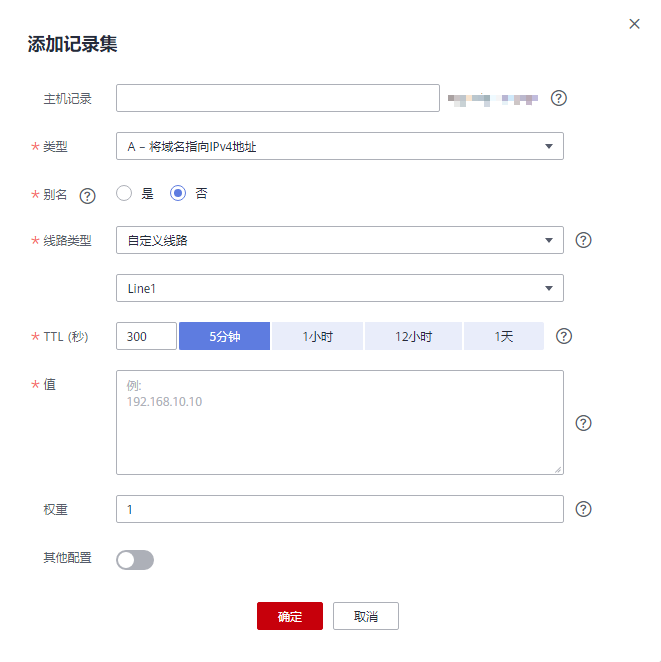 添加记录集
主机记录
* 类型 A – 将域名指向IPv4地址
* 别名 ? 是 否
* 线路类型 自定义线路 ?
Line1
* TTL (秒) 300 5分钟 1小时 12小时 1天 ?
* 值 例:
192.168.10.10
权重 1 ?
其他配置
确定 取消